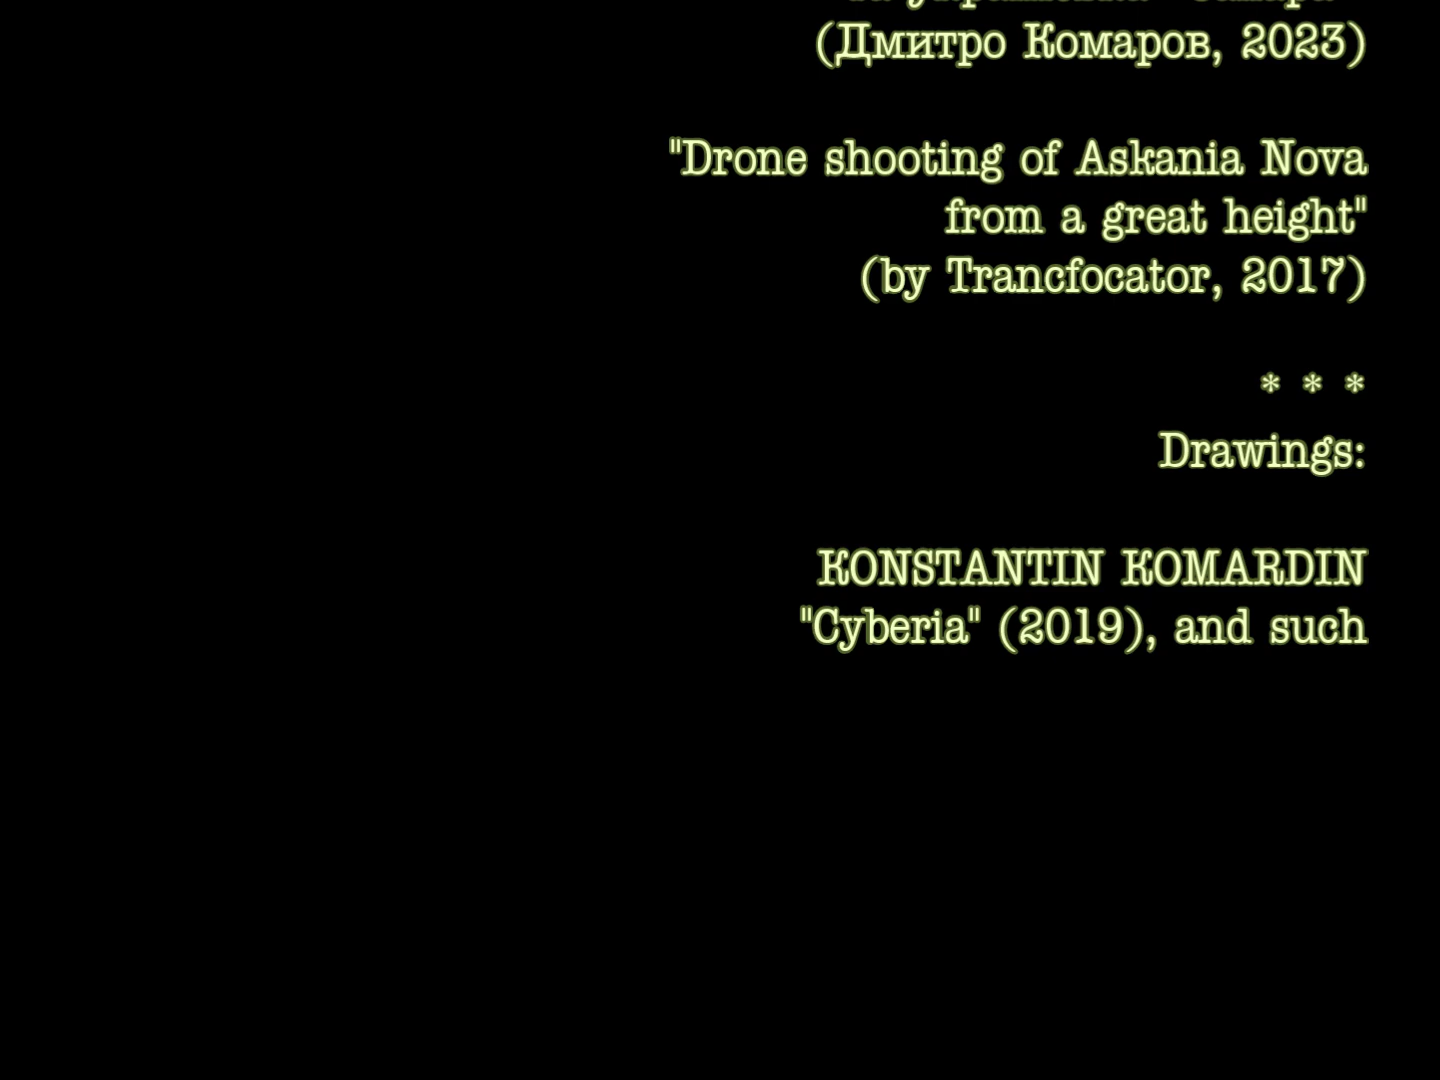 (Дмитро Комаров, 2023)
"Drone shooting of Askania Nova
from a great height"
(by Trancfocator, 2017)
* * *
Drawings:
KONSTANTIN KOMARDIN
"Cyberia" (2019), and such